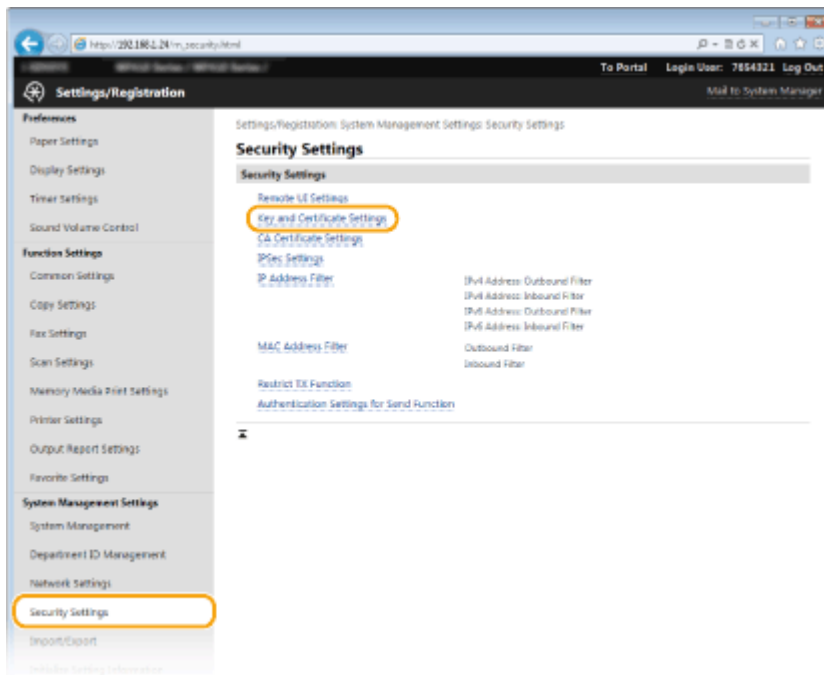 http://192.168.1.24/m_security.html
To Portal Login User: 7654321 Log Out
Settings/Registration
Mail to System Manager
Preferences
Paper Settings
Display Settings
Timer Settings
Sound Volume Control
Function Settings
Common Settings
Copy Settings
Fax Settings
Scan Settings
Memory Media Print Settings
Printer Settings
Output Report Settings
Favorite Settings
System Management Settings
System Management
Department ID Management
Network Settings
Security Settings
Import/Export
Initialize Setting Information
Settings/Registration: System Management Settings: Security Settings
Security Settings
Security Settings
Remote UI Settings
Key and Certificate Settings
CA Certificate Settings
IPSec Settings
IP Address Filter
IPv4 Address: Outbound Filter
IPv4 Address: Inbound Filter
IPv6 Address: Outbound Filter
IPv6 Address: Inbound Filter
MAC Address Filter
Outbound Filter
Inbound Filter
Restrict TX Function
Authentication Settings for Send Function